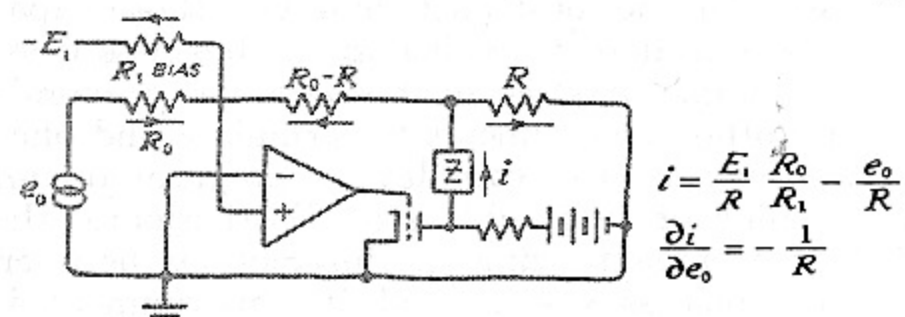 -E₁
R₁ BIAS
R₀-R
R
R₀
e₀
Z
i
-
+
i = E₁/R R₀/R₁ - e₀/R
∂i/∂e₀ = - 1/R